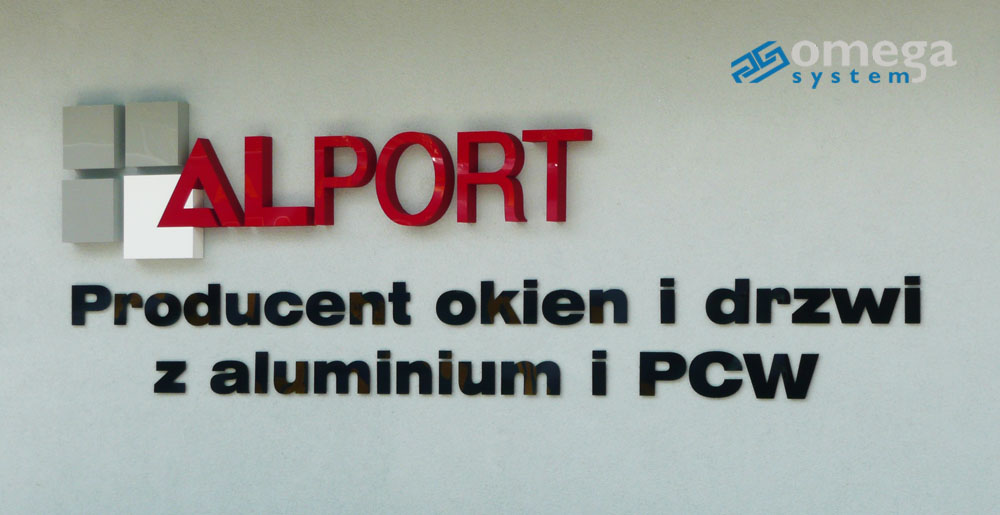 omega
system
ALPORT
Producent okien i drzwi
z aluminium i PCW